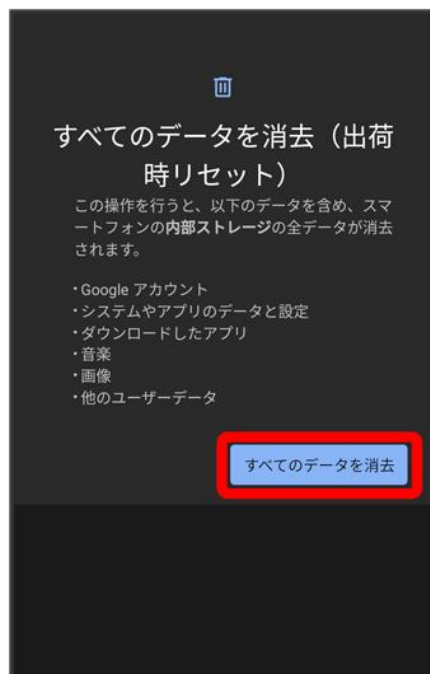 すべてのデータを消去（出荷
時リセット）
この操作を行うと、以下のデータを含め、スマ
ートフォンの内部ストレージの全データが消去
されます。
・Google アカウント
・システムやアプリのデータと設定
・ダウンロードしたアプリ
・音楽
・画像
・他のユーザーデータ
すべてのデータを消去